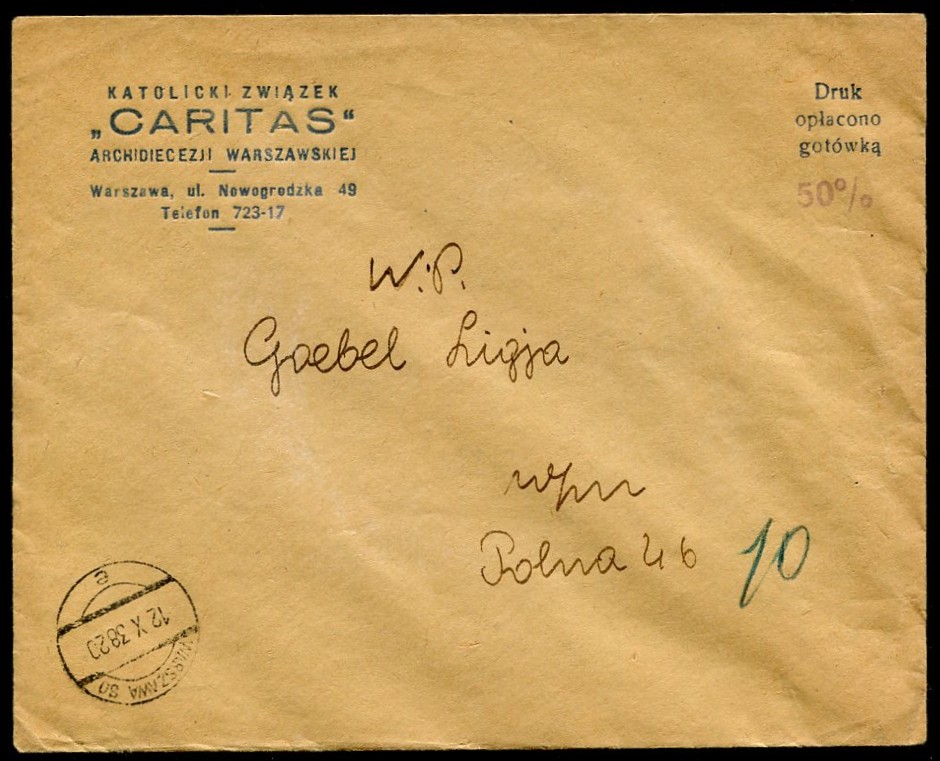 KATOLICKI ZWIĄZEK
„CARITAS“
ARCHIDIECEZJI WARSZAWSKIEJ
Warszawa, ul. Nowogrodzka 49
Telefon 723-17
Druk
opłacono
gotówką
50%
W.P.
Goebel Ligja
Polna 46
10
e
12 X 38 20
WARSZAWA